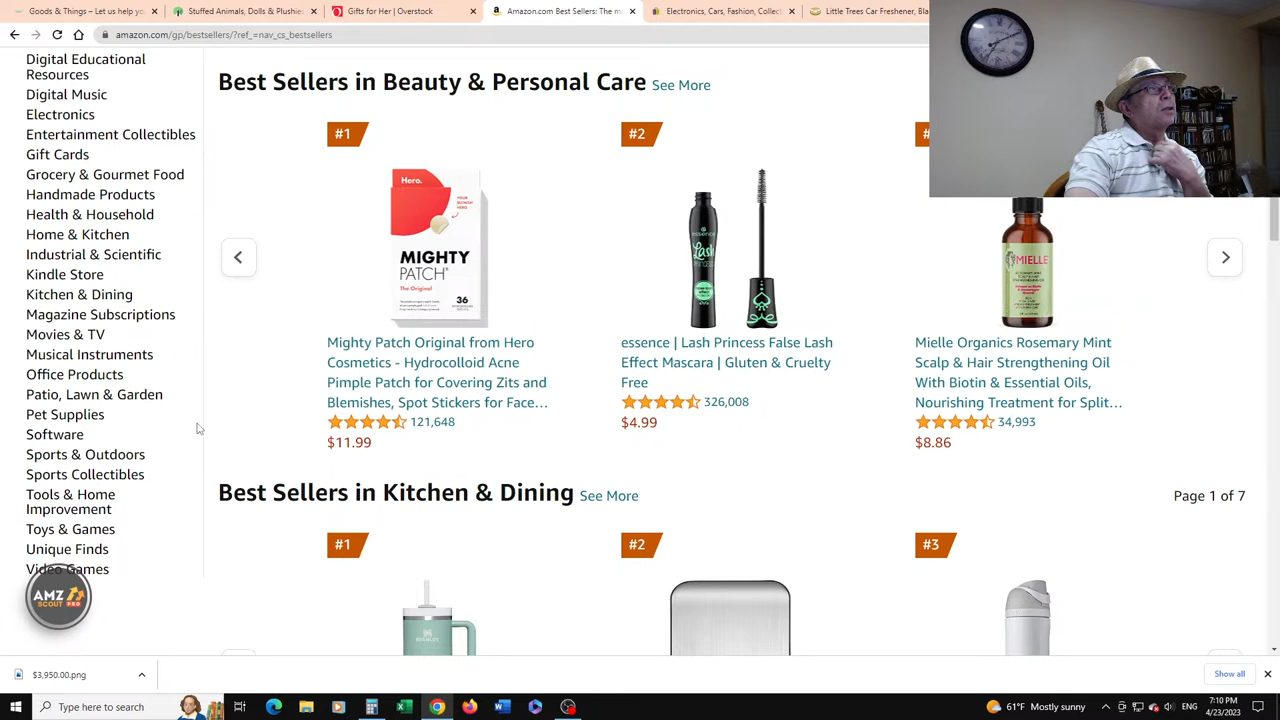 Goods & Services - Let us help yo
Stuffed Animals, Dolls & Plushie
Gifts for Her | Overstock
Amazon.com Best Sellers: The m
Electronics, Cars, Fashion, Collect
Little Trees Car Freshener, Bla
amazon.com/gp/bestsellers/?ref_=nav_cs_bestsellers
Digital Educational
Resources
Digital Music
Electronics
Entertainment Collectibles
Gift Cards
Grocery & Gourmet Food
Handmade Products
Health & Household
Home & Kitchen
Industrial & Scientific
Kindle Store
Kitchen & Dining
Magazine Subscriptions
Movies & TV
Musical Instruments
Office Products
Patio, Lawn & Garden
Pet Supplies
Software
Sports & Outdoors
Sports Collectibles
Tools & Home
Improvement
Toys & Games
Unique Finds
Video Games
AMZ
SCOUT PRO
Best Sellers in Beauty & Personal Care See More
#1
#2
Hero.
YOUR
BLEMISH
HERO
MIGHTY
PATCH
The Original
36
essence
Lash
PRINCESS
MIELLE
Mighty Patch Original from Hero
Cosmetics - Hydrocolloid Acne
Pimple Patch for Covering Zits and
Blemishes, Spot Stickers for Face...
121,648
$11.99
essence | Lash Princess False Lash
Effect Mascara | Gluten & Cruelty
Free
326,008
$4.99
Mielle Organics Rosemary Mint
Scalp & Hair Strengthening Oil
With Biotin & Essential Oils,
Nourishing Treatment for Split...
34,993
$8.86
Best Sellers in Kitchen & Dining See More
Page 1 of 7
#1
#2
#3
STANLEY
$3,950.00.png
Show all
Type here to search
61°F Mostly sunny
ENG
7:10 PM
4/23/2023